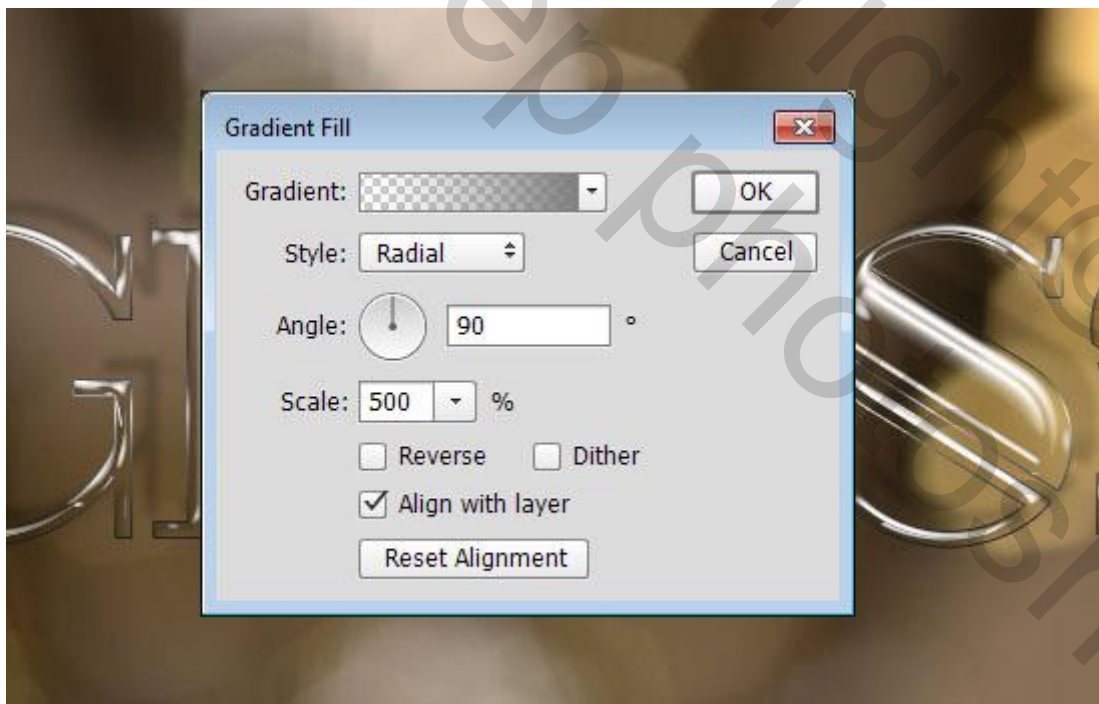 Gradient Fill
Gradient: OK
Style: Radial Cancel
Angle: 90 °
Scale: 500 %
Reverse Dither
Align with layer
Reset Alignment